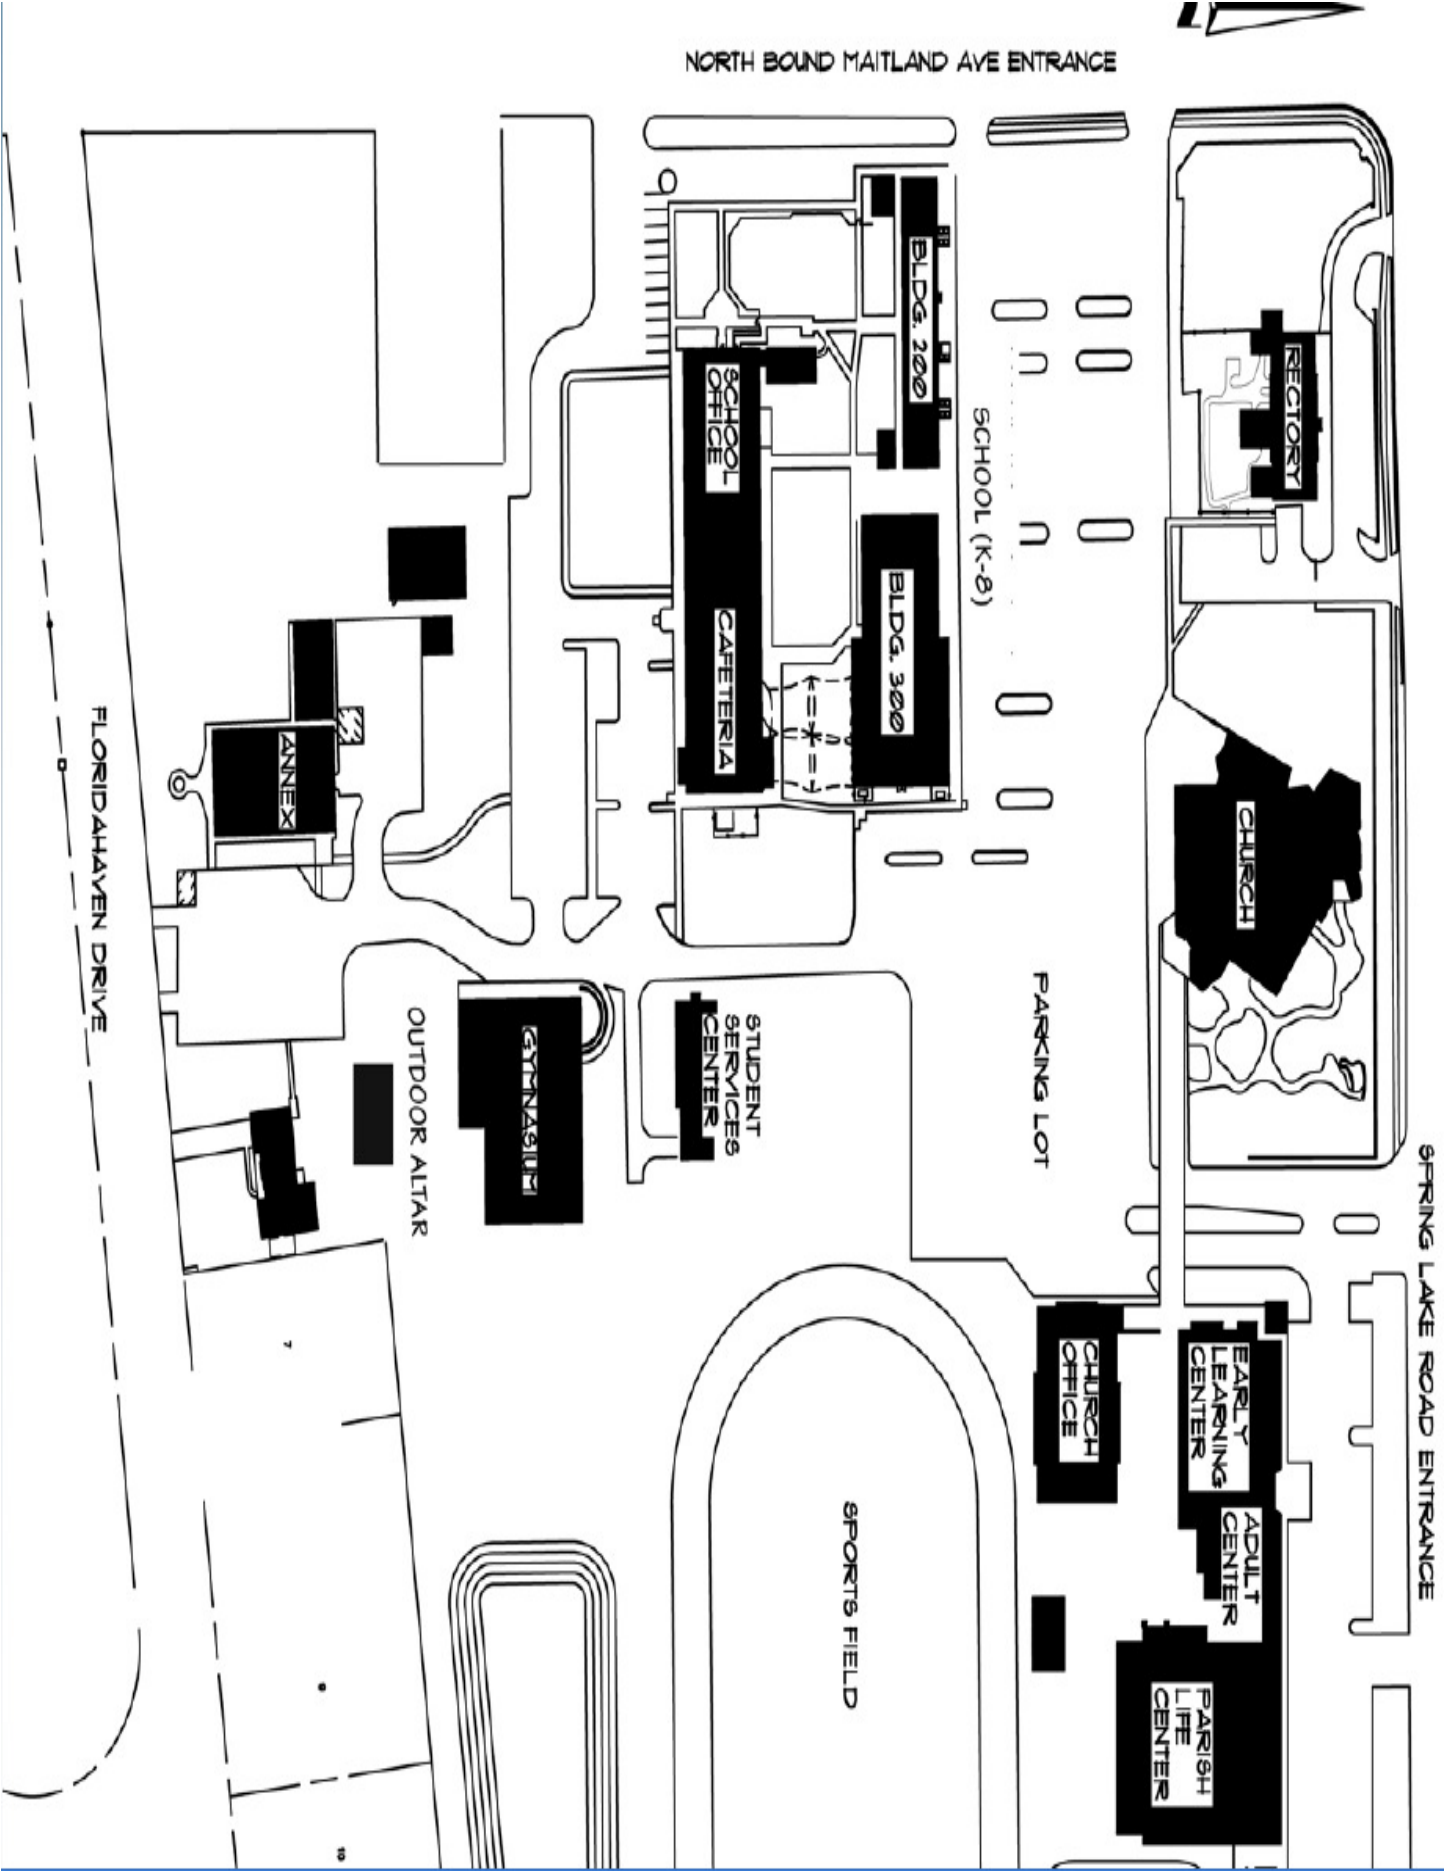 NORTH BOUND MAITLAND AVE ENTRANCE
BLDG. 200
RECTORY
SCHOOL
OFFICE
SCHOOL (K-8)
BLDG. 300
CAFETERIA
CHURCH
ANNEX
FLORIDAHAVEN DRIVE
PARKING LOT
STUDENT
SERVICES
CENTER
GYMNASIUM
OUTDOOR ALTAR
SPRING LAKE ROAD ENTRANCE
CHURCH
OFFICE
EARLY
LEARNING
CENTER
ADULT
CENTER
PARISH
LIFE
CENTER
SPORTS FIELD
7
10